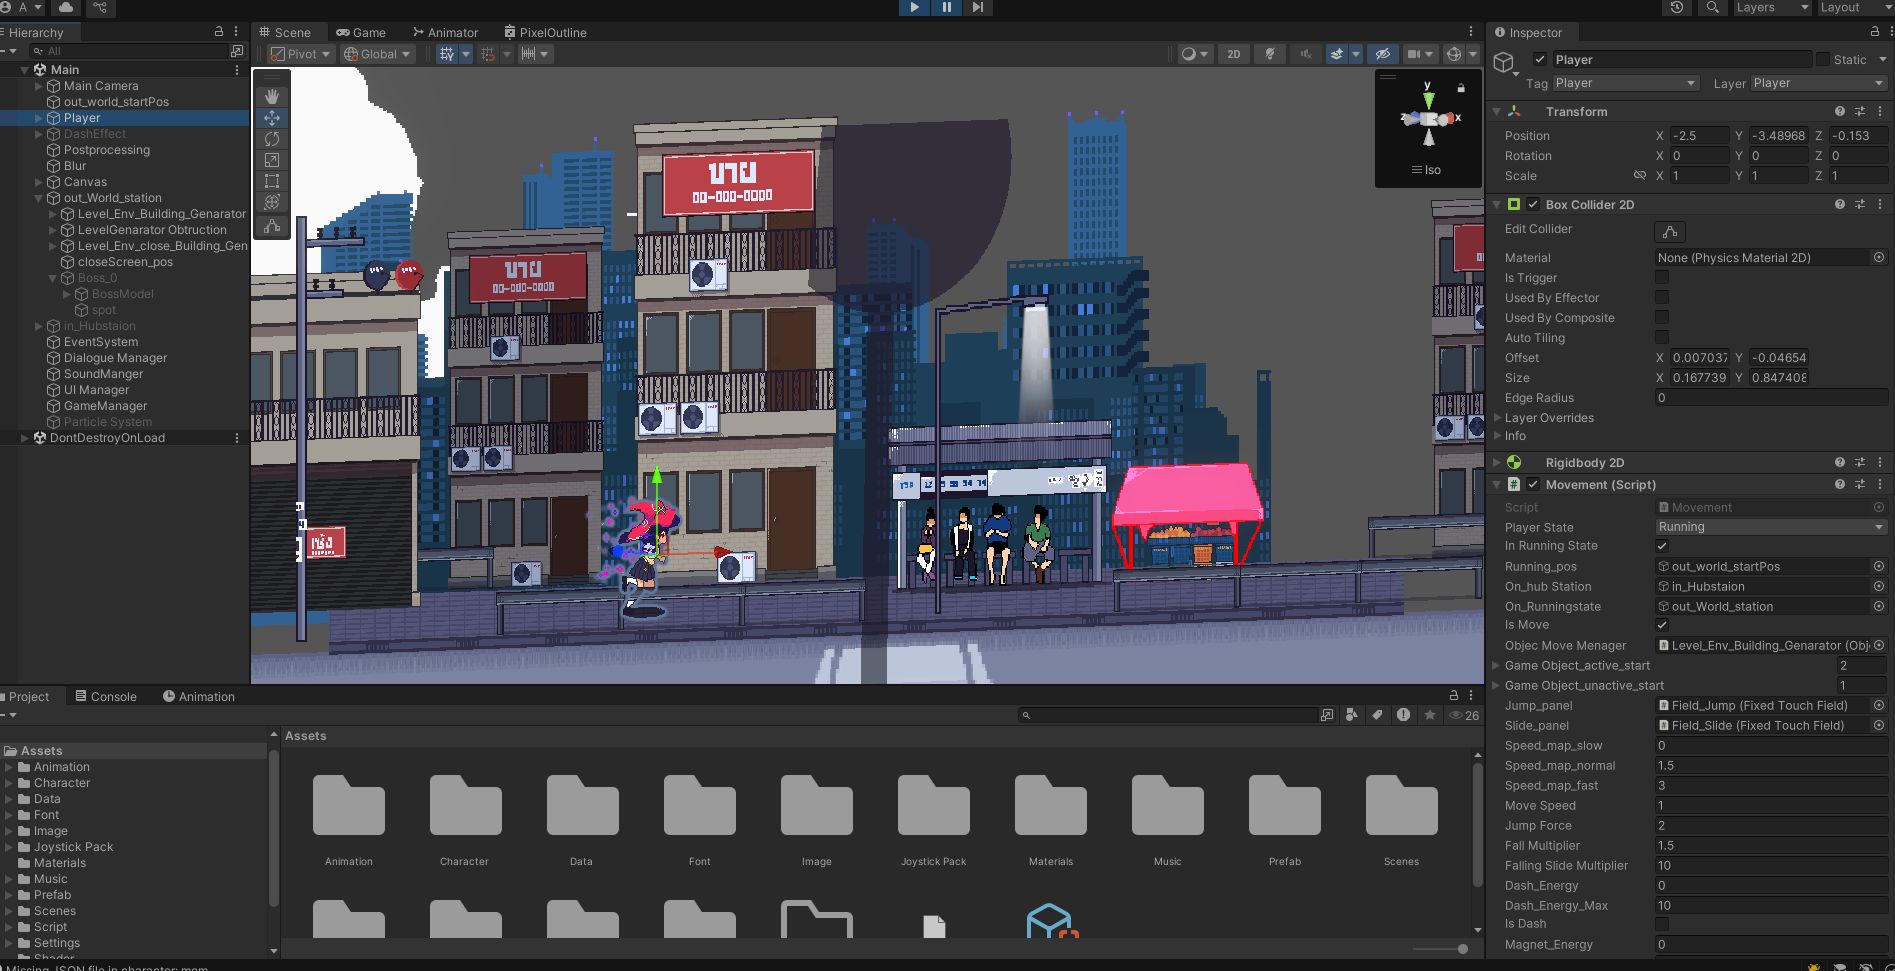 A
Layers
Layout
Hierarchy
Scene
Game
Animator
PixelOutline
Inspector
All
Pivot
Global
2D
Main
Main Camera
out_world_startPos
Player
DashEffect
Postprocessing
Blur
Canvas
out_World_station
Level_Env_Building_Genarator
LevelGenarator Obtruction
Level_Env_close_Building_Gen
closeScreen_pos
Boss_0
BossModel
spot
in_Hubstaion
EventSystem
Dialogue Manager
SoundManger
UI Manager
GameManager
Particle System
DontDestroyOnLoad
ขาย
00-000-0000
ขาย
00-000-0000
เซ้ง
y
z
x
Iso
Player
Static
Tag
Player
Layer
Player
Transform
Position
X -2.5 Y -3.48968 Z -0.153
Rotation
X 0 Y 0 Z 0
Scale
X 1 Y 1 Z 1
Box Collider 2D
Edit Collider
Material
None (Physics Material 2D)
Is Trigger
Used By Effector
Used By Composite
Auto Tiling
Offset
X 0.007037 Y -0.04654
Size
X 0.167739 Y 0.847408
Edge Radius
0
Layer Overrides
Info
Rigidbody 2D
Movement (Script)
Script
Movement
Player State
Running
In Running State
Running_pos
out_world_startPos
On_hub Station
in_Hubstaion
On_Runningstate
out_World_station
Is Move
Objec Move Menager
Level_Env_Building_Genarator (Obj
Game Object_active_start
2
Game Object_unactive_start
1
Jump_panel
Field_Jump (Fixed Touch Field)
Slide_panel
Field_Slide (Fixed Touch Field)
Speed_map_slow
0
Speed_map_normal
1.5
Speed_map_fast
3
Move Speed
1
Jump Force
2
Fall Multiplier
1.5
Falling Slide Multiplier
10
Dash_Energy
0
Dash_Energy_Max
10
Is Dash
Magnet_Energy
0
Project
Console
Animation
26
Assets
Animation
Character
Data
Font
Image
Joystick Pack
Materials
Music
Prefab
Scenes
Script
Settings
Shader
Assets
Animation
Character
Data
Font
Image
Joystick Pack
Materials
Music
Prefab
Scenes
Missing JSON file in character: mom